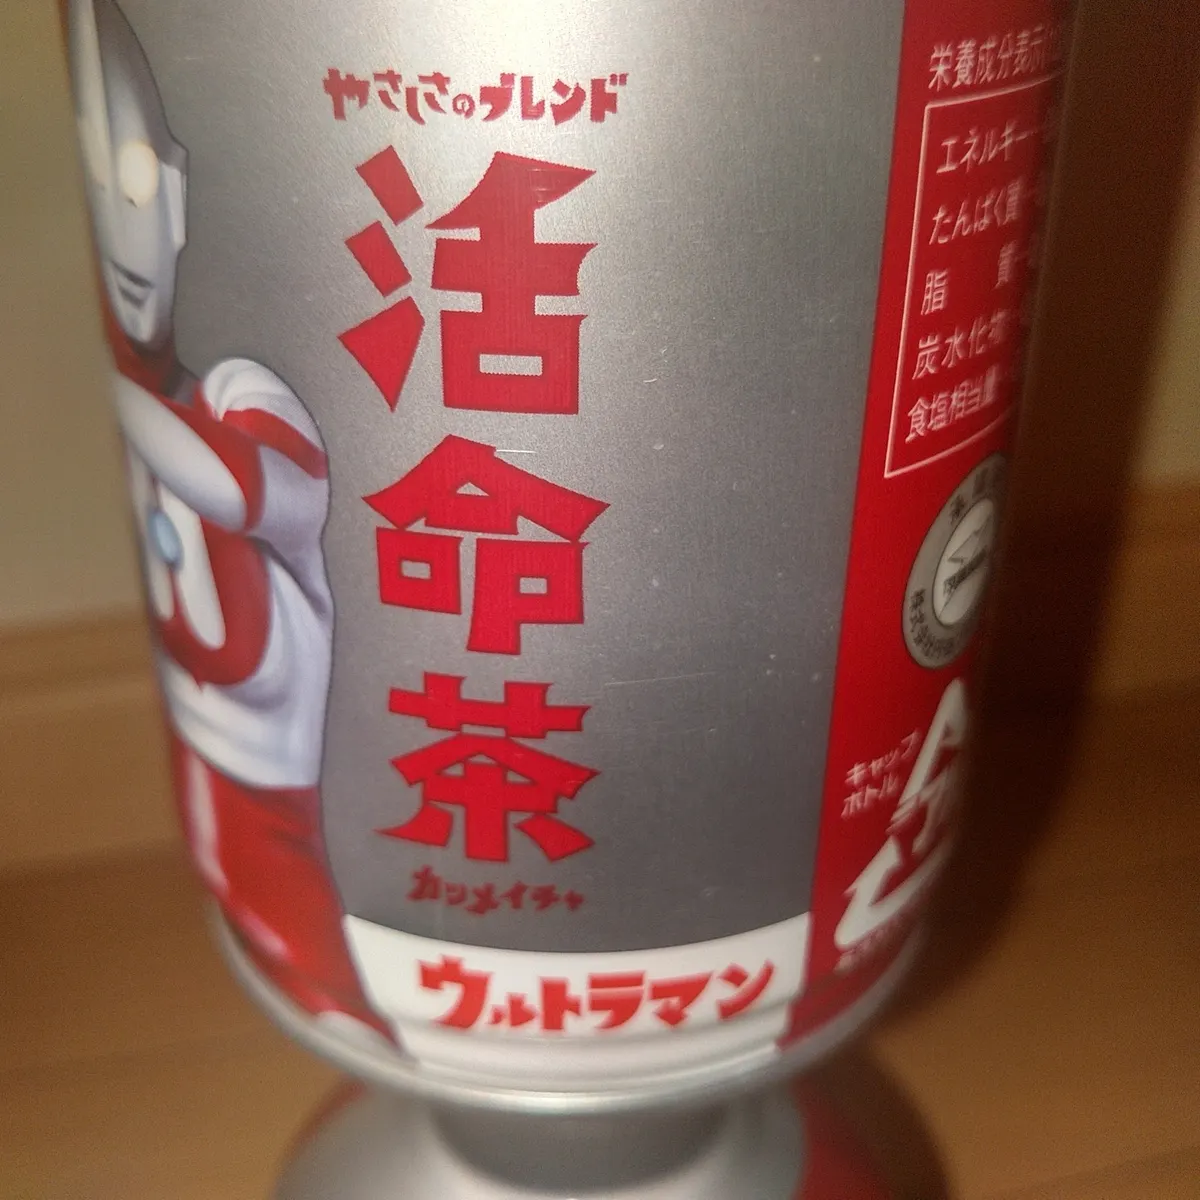 やさしさのブレンド
活命茶
カツメイチャ
ウルトラマン
栄養成分表示
エネルギー
たんぱく質
脂 質
炭水化物
食塩相当量
キャップ
ボトル